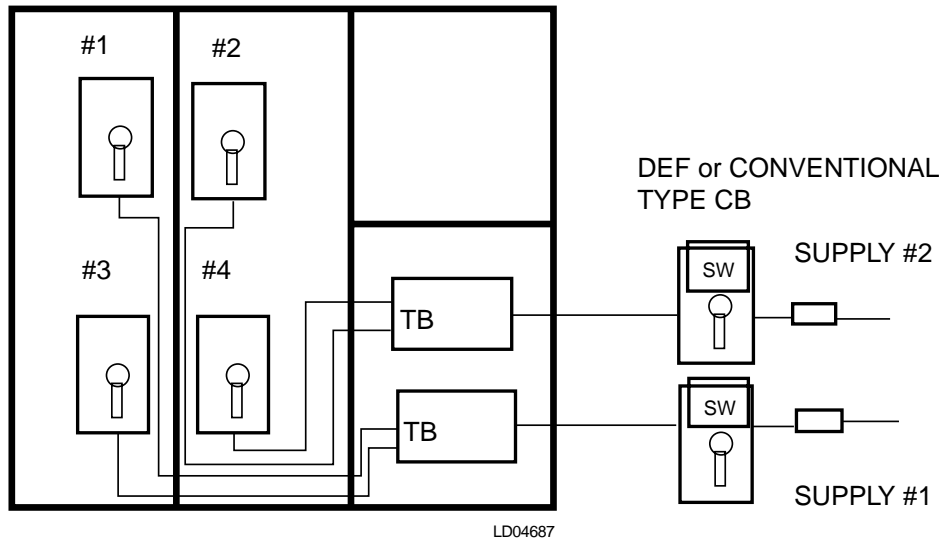 #1
#2
DEF or CONVENTIONAL
TYPE CB
SW
SUPPLY #2
#3
#4
TB
SW
TB
SUPPLY #1
LD04687